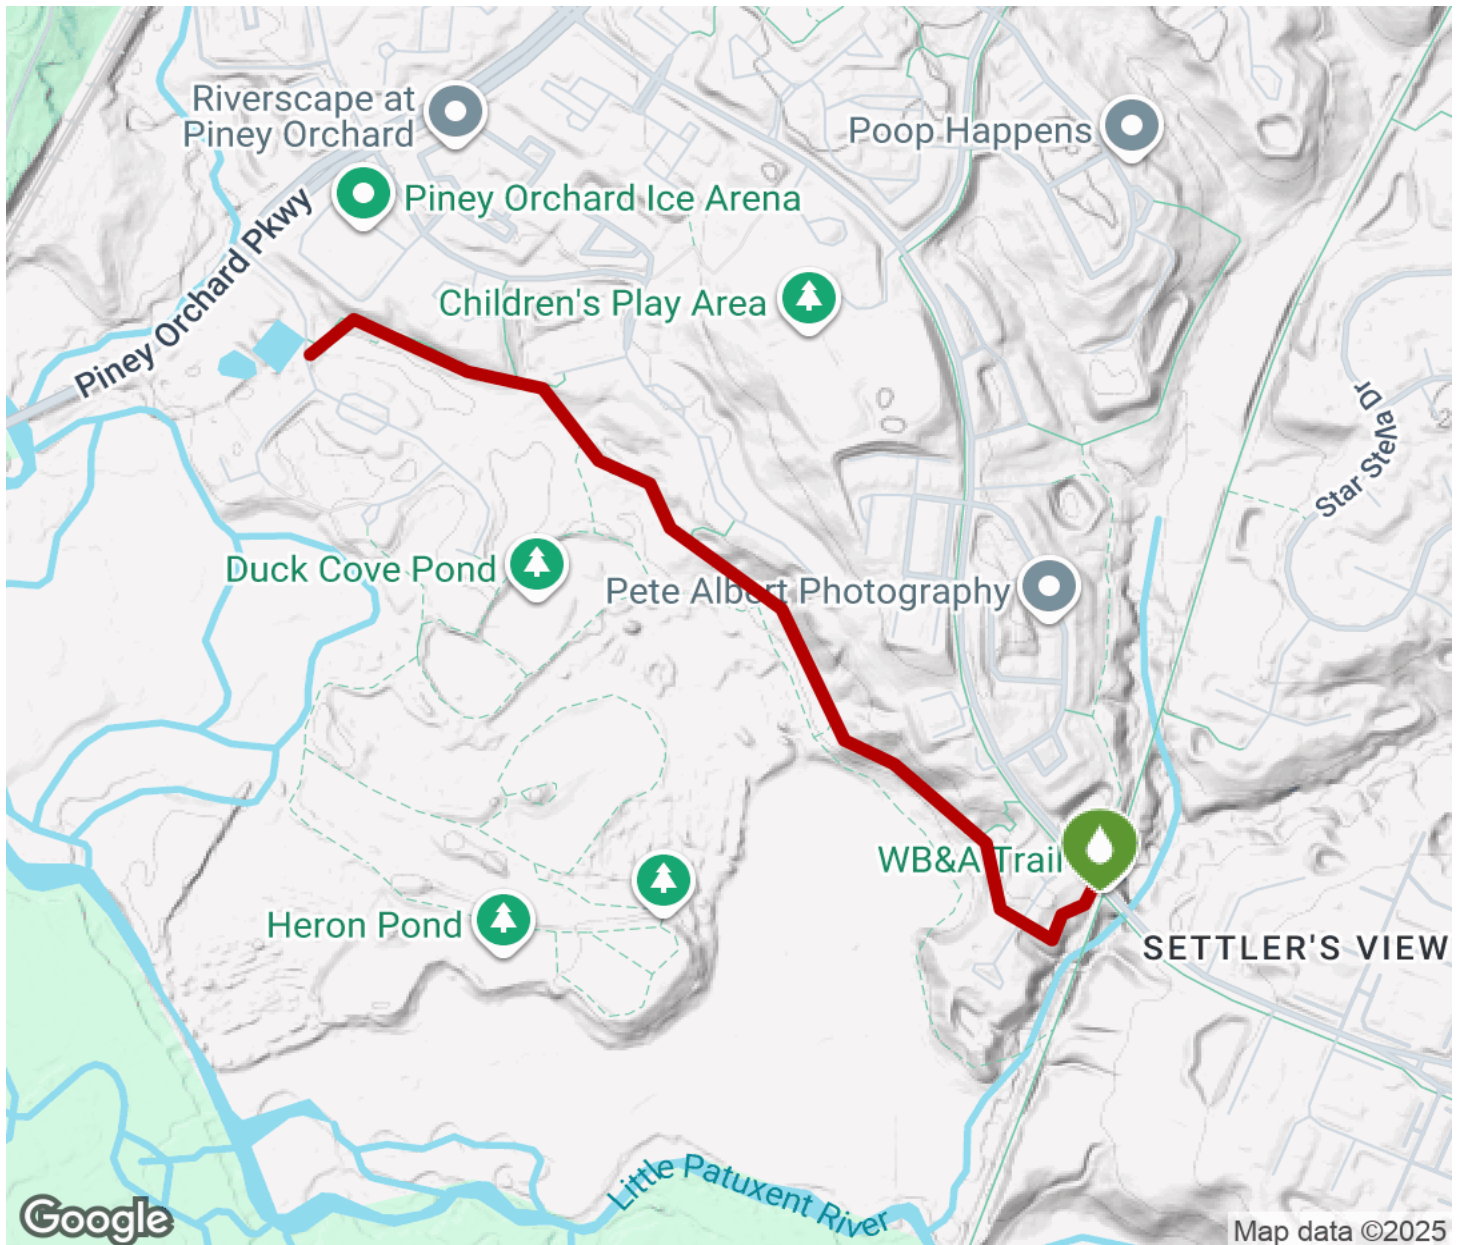 Riverscape at
Piney Orchard
Poop Happens
Piney Orchard Ice Arena
Piney Orchard Pkwy
Children's Play Area
Star Stella Dr
Duck Cove Pond
Pete Albert Photography
WB&A Trail
Heron Pond
SETTLER'S VIEW
Little Patuxent River
Google
Map data ©2025